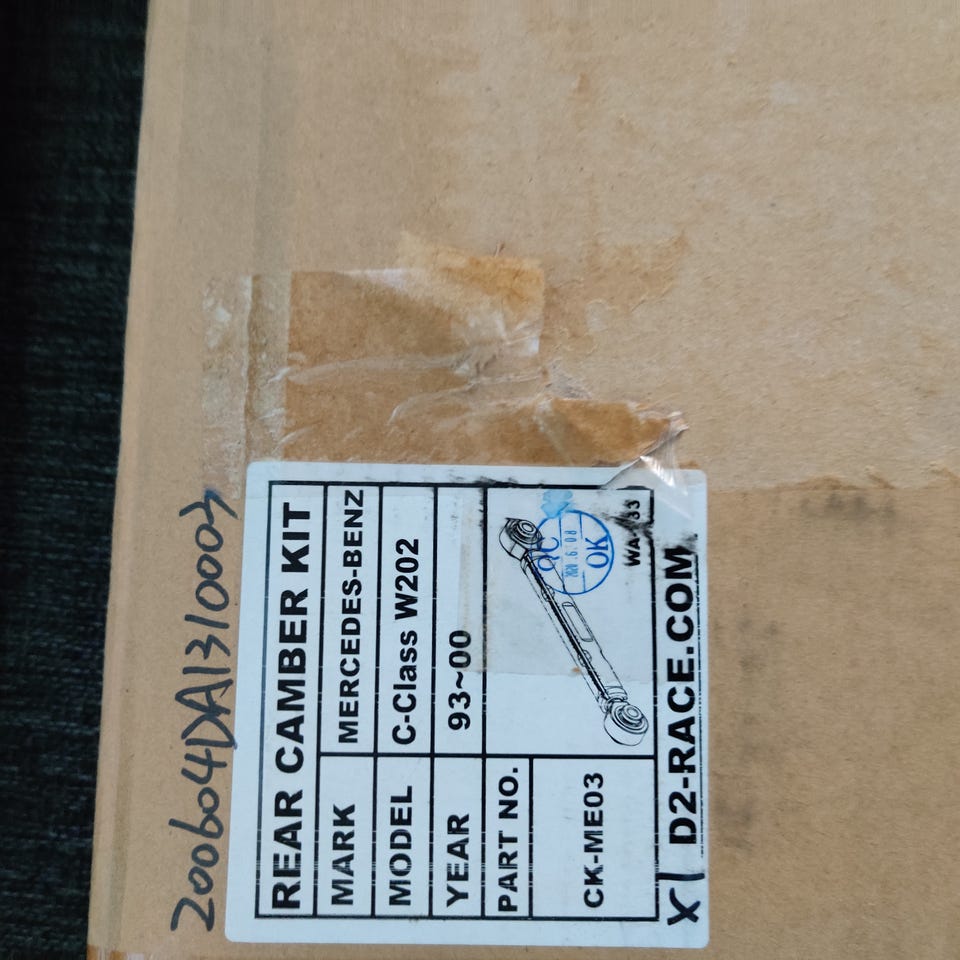 200604DA1310003
REAR CAMBER KIT
MARK MERCEDES-BENZ
MODEL C-Class W202
YEAR 93~00
PART NO.
CK-ME03
QC
OK
X1 D2-RACE.COM